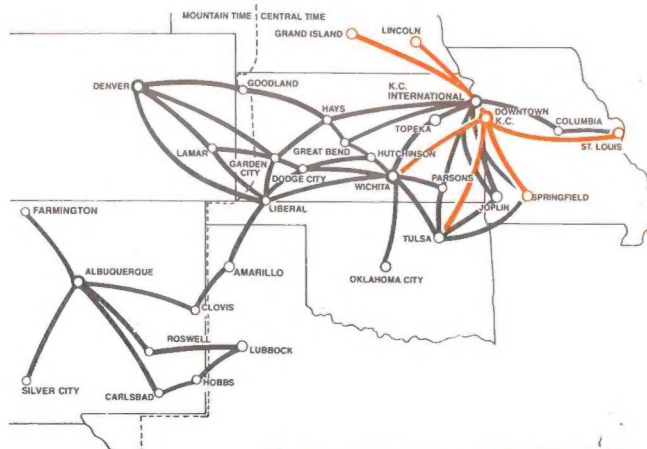 MOUNTAIN TIME
CENTRAL TIME
GRAND ISLAND
LINCOLN
DENVER
GOODLAND
K.C.
INTERNATIONAL
DOWNTOWN
K.C.
COLUMBIA
ST. LOUIS
HAYS
TOPEKA
LAMAR
GARDEN
CITY
GREAT BEND
HUTCHINSON
DODGE CITY
WICHITA
PARSONS
JOPLIN
SPRINGFIELD
LIBERAL
FARMINGTON
TULSA
ALBUQUERQUE
AMARILLO
OKLAHOMA CITY
CLOVIS
ROSWELL
LUBBOCK
SILVER CITY
CARLSBAD
HOBBS